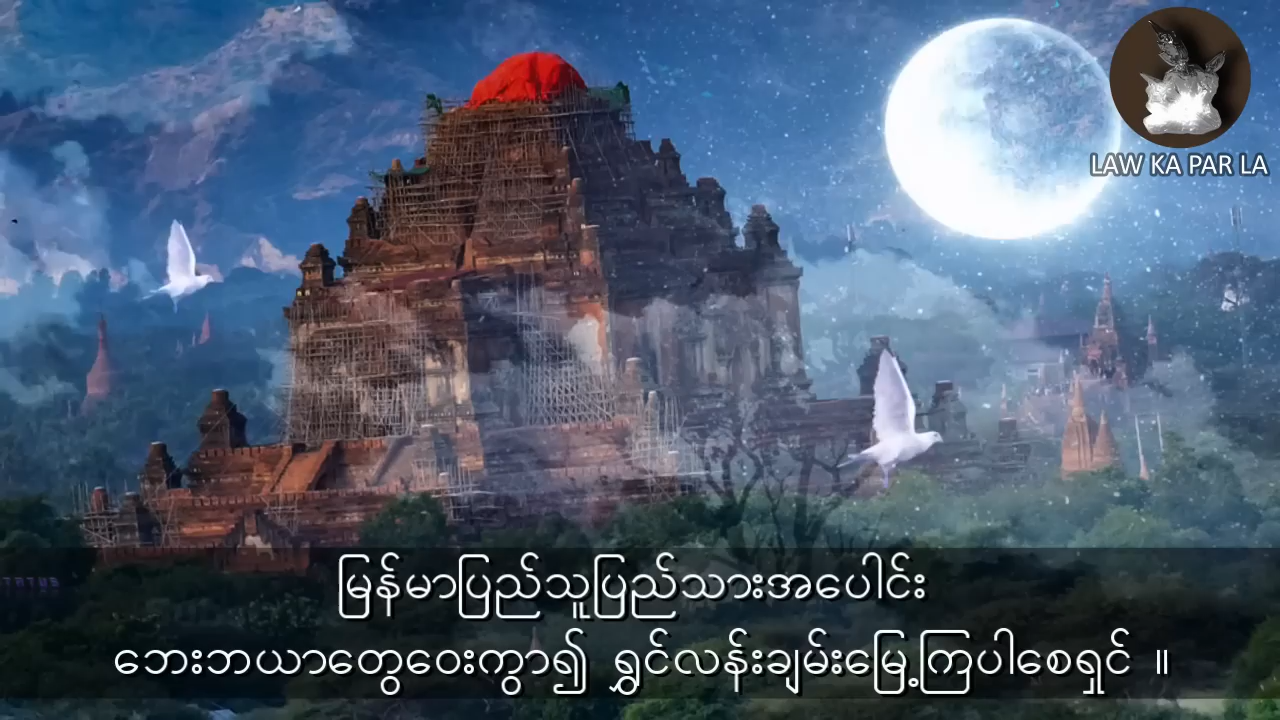 LAW KA PAR LA
STATUS
မြန်မာပြည်သူပြည်သားအပေါင်း
ဘေးဘယာတွေဝေးကွာ၍ ရွှင်လန်းချမ်းမြေ့ကြပါစေရှင် ။